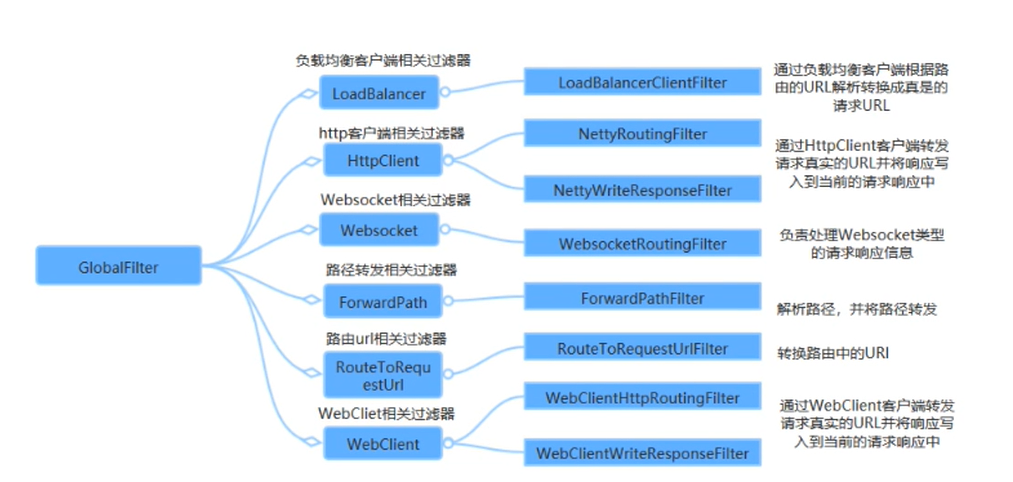 负载均衡客户端相关过滤器
LoadBalancer
LoadBalancerClientFilter
通过负载均衡客户端根据路
由的URL解析转换成真是的
请求URL
http客户端相关过滤器
HttpClient
NettyRoutingFilter
NettyWriteResponseFilter
通过HttpClient客户端转发
请求真实的URL并将响应写
入到当前的请求响应中
Websocket相关过滤器
Websocket
WebsocketRoutingFilter
负责处理Websocket类型
的请求响应信息
GlobalFilter
路径转发相关过滤器
ForwardPath
ForwardPathFilter
解析路径，并将路径转发
路由url相关过滤器
RouteToRequ
estUrl
RouteToRequestUrlFilter
转换路由中的URI
WebCliet相关过滤器
WebClient
WebClientHttpRoutingFilter
WebClientWriteResponseFilter
通过WebClient客户端转发
请求真实的URL并将响应写
入到当前的请求响应中